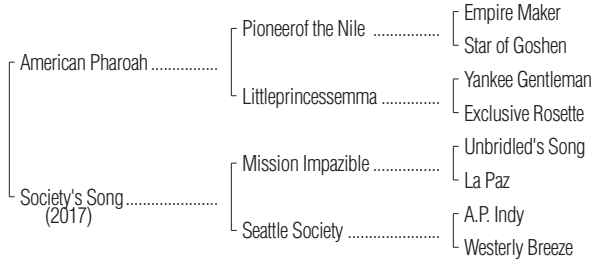 Empire Maker
Pioneerof the Nile ................
Star of Goshen
American Pharoah ................
Yankee Gentleman
Littleprincessemma ..............
Exclusive Rosette
Unbridled's Song
Mission Impazible ................
La Paz
Society's Song ......................
(2017)
A.P. Indy
Seattle Society ......................
Westerly Breeze